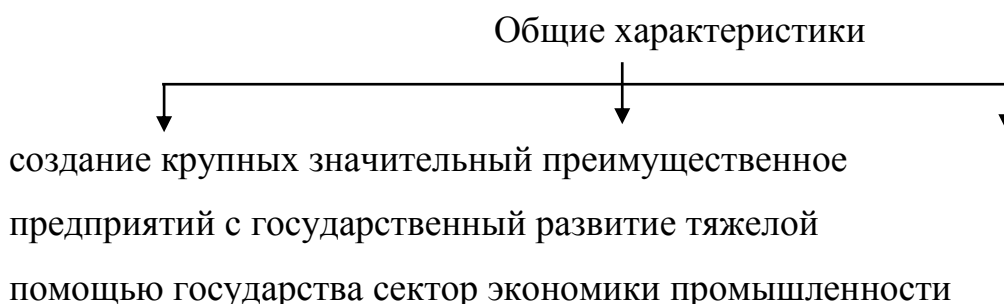 Общие характеристики
создание крупных значительный преимущественное
предприятий с государственный развитие тяжелой
помощью государства сектор экономики промышленности